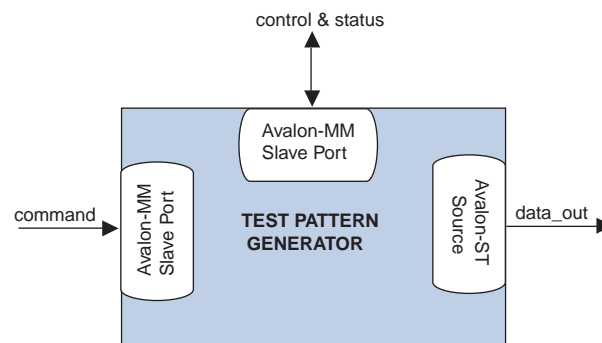 control & status
Avalon-MM
Slave Port
command
Avalon-MM
Slave Port
TEST PATTERN
GENERATOR
Avalon-ST
Source
data_out